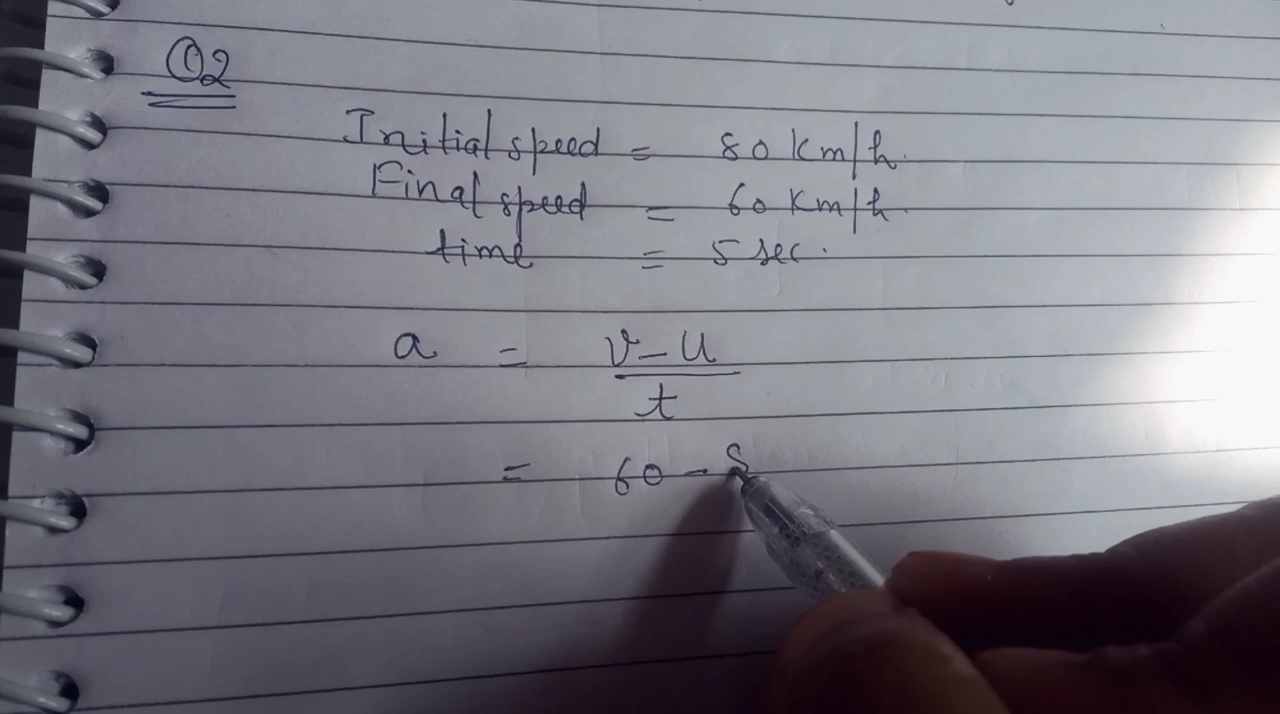 Q2
Initial speed = 80 km/h.
Final speed = 60 km/h.
time = 5 sec.
a = v-u
t
= 60 - 8